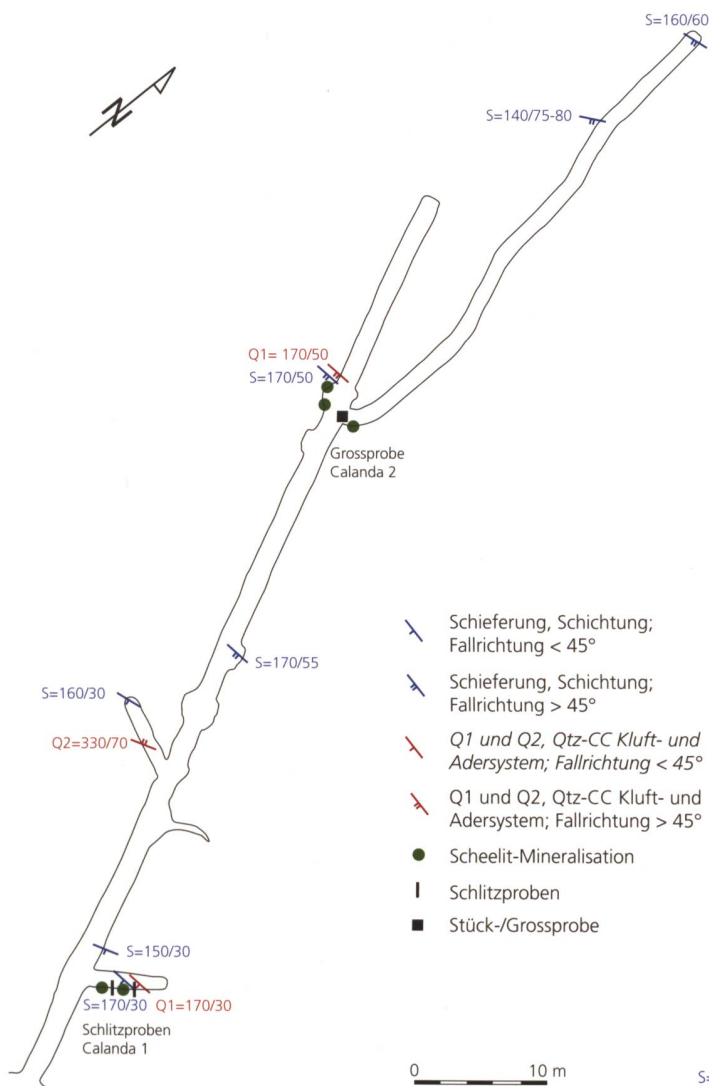 S=160/60
N
S=140/75-80
Q1= 170/50
S=170/50
Grossprobe
Calanda 2
S=170/55
S=160/30
Q2=330/70
S=150/30
S=170/30 Q1=170/30
Schlitzproben
Calanda 1
Schieferung, Schichtung;
Fallrichtung < 45°
Schieferung, Schichtung;
Fallrichtung > 45°
Q1 und Q2, Qtz-CC Kluft- und
Adersystem; Fallrichtung < 45°
Q1 und Q2, Qtz-CC Kluft- und
Adersystem; Fallrichtung > 45°
Scheelit-Mineralisation
Schlitzproben
Stück-/Grossprobe
0 10 m
S=